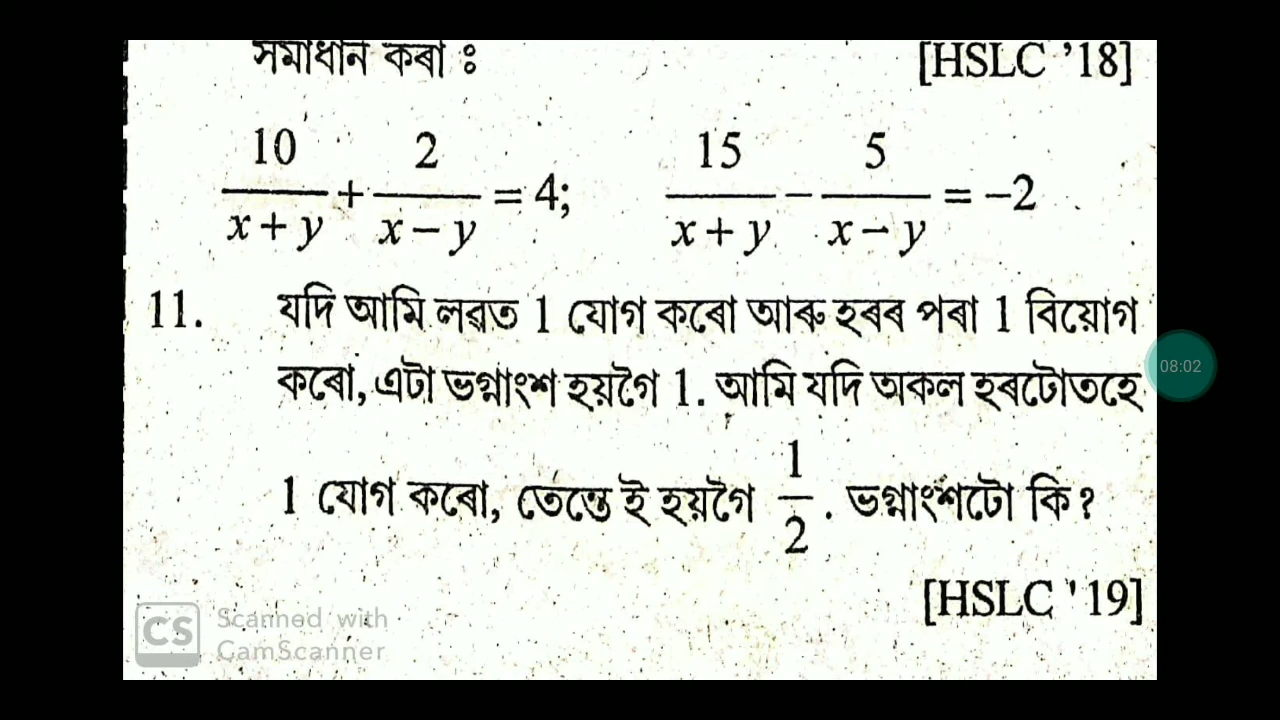 সমাধান কৰা ঃ [HSLC '18]
10/(x + y) + 2/(x − y) = 4; 15/(x + y) − 5/(x − y) = −2
11. যদি আমি লৱত 1 যোগ কৰো আৰু হৰৰ পৰা 1 বিয়োগ
কৰো, এটা ভগ্নাংশ হয়গৈ 1. আমি যদি অকল হৰটোতহে
1 যোগ কৰো, তেন্তে ই হয়গৈ 1/2. ভগ্নাংশটো কি?
[HSLC '19]
08:02
CS Scanned with
CamScanner